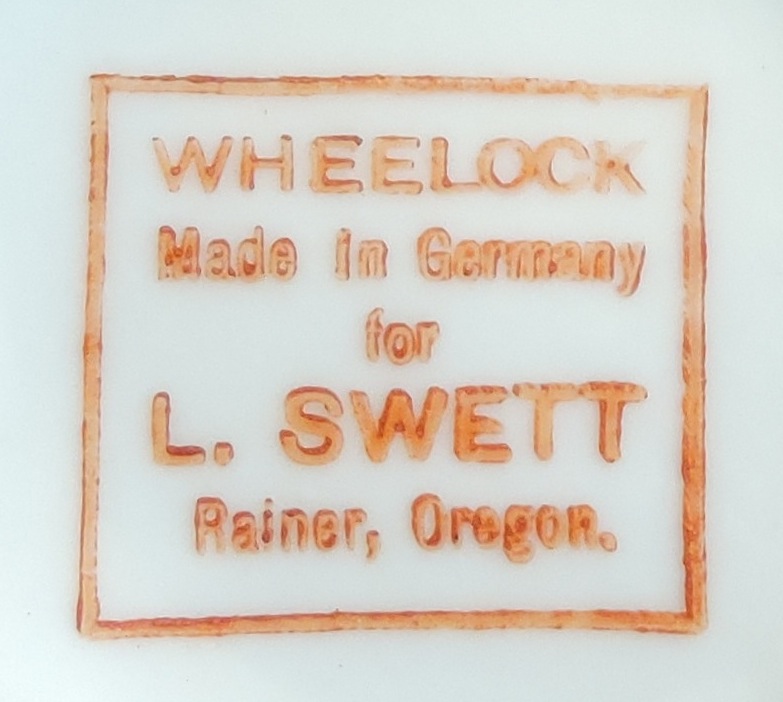 WHEELOCK
Made in Germany
for
L. SWETT
Rainer, Oregon.